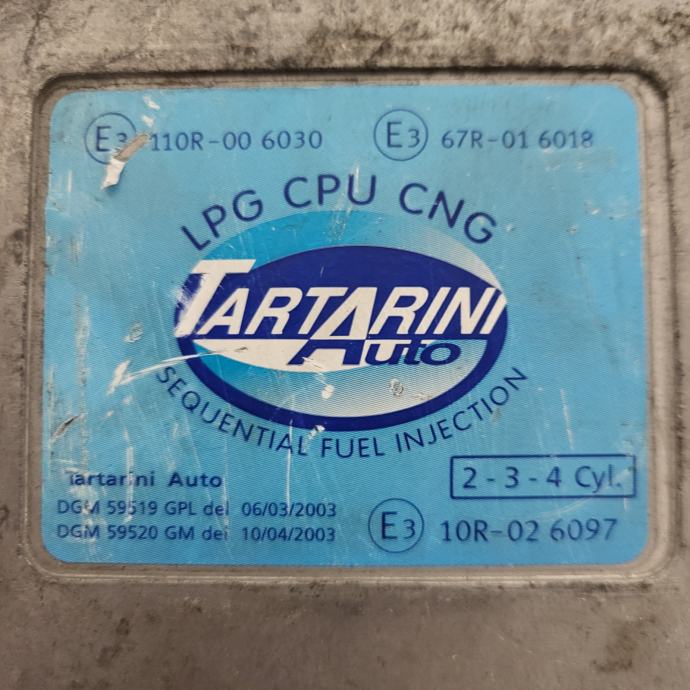 E3 110R-00 6030 E3 67R-01 6018
LPG CPU CNG
TARTARINI
Auto
SEQUENTIAL FUEL INJECTION
Tartarini Auto
2 - 3 - 4 Cyl.
DGM 59519 GPL del 06/03/2003
DGM 59520 GM del 10/04/2003
E3 10R-02 6097